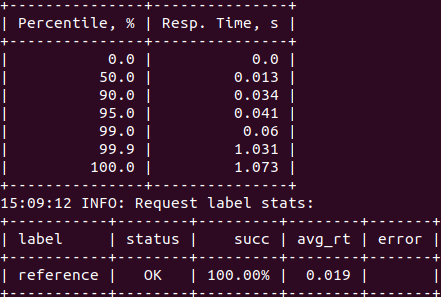 +---------------+---------------+
| Percentile, % | Resp. Time, s |
+---------------+---------------+
|           0.0 |           0.0 |
|          50.0 |         0.013 |
|          90.0 |         0.034 |
|          95.0 |         0.041 |
|          99.0 |          0.06 |
|          99.9 |         1.031 |
|         100.0 |         1.073 |
+---------------+---------------+
15:09:12 INFO: Request label stats:
+-----------+--------+---------+--------+-------+
| label     | status |    succ | avg_rt | error |
+-----------+--------+---------+--------+-------+
| reference |   OK   | 100.00% |  0.019 |       |
+-----------+--------+---------+--------+-------+